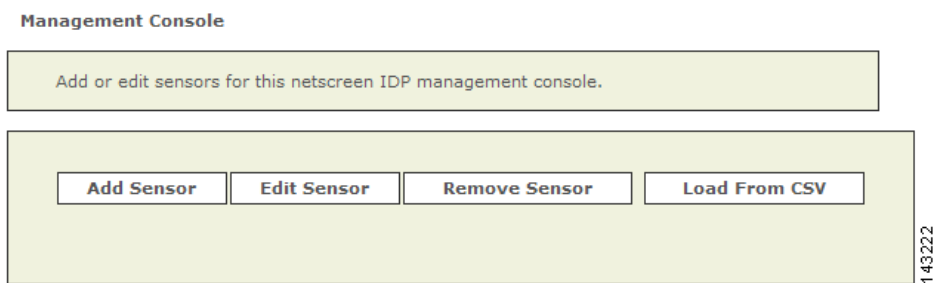 Management Console
Add or edit sensors for this netscreen IDP management console.
Add Sensor
Edit Sensor
Remove Sensor
Load From CSV
143222